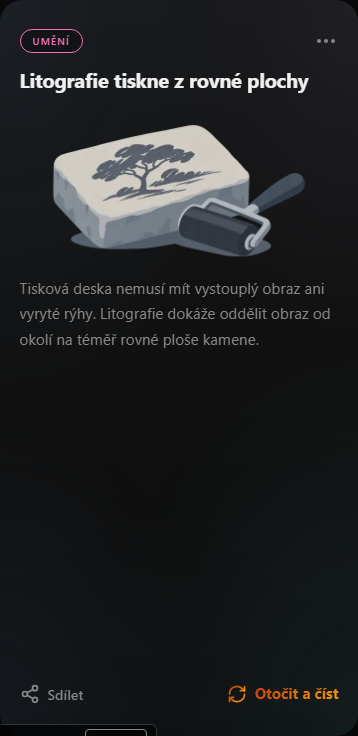 UMĚNÍ
Litografie tiskne z rovné plochy
Tisková deska nemusí mít vystouplý obraz ani
vyryté rýhy. Litografie dokáže oddělit obraz od
okolí na téměř rovné ploše kamene.
Sdílet
Otočit a číst